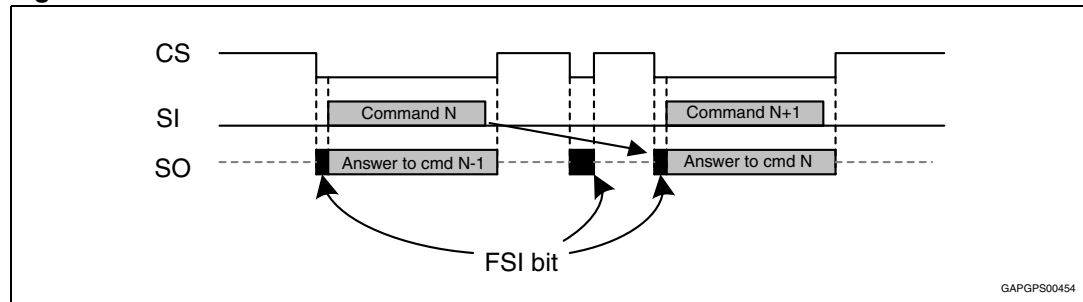 CS
SI
Command N
Command N+1
SO
Answer to cmd N-1
Answer to cmd N
FSI bit
GAPGPS00454